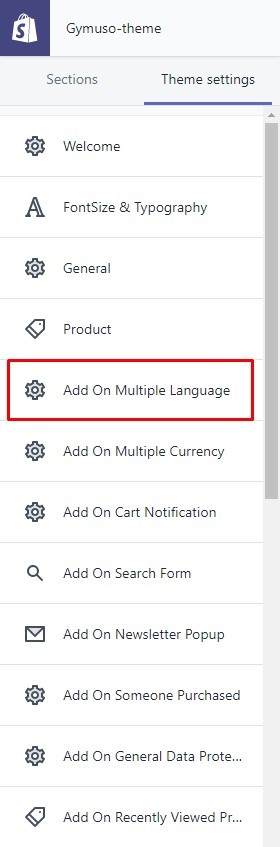 Gymuso-theme
Sections Theme settings
Welcome
FontSize & Typography
General
Product
Add On Multiple Language
Add On Multiple Currency
Add On Cart Notification
Add On Search Form
Add On Newsletter Popup
Add On Someone Purchased
Add On General Data Prote...
Add On Recently Viewed Pr...